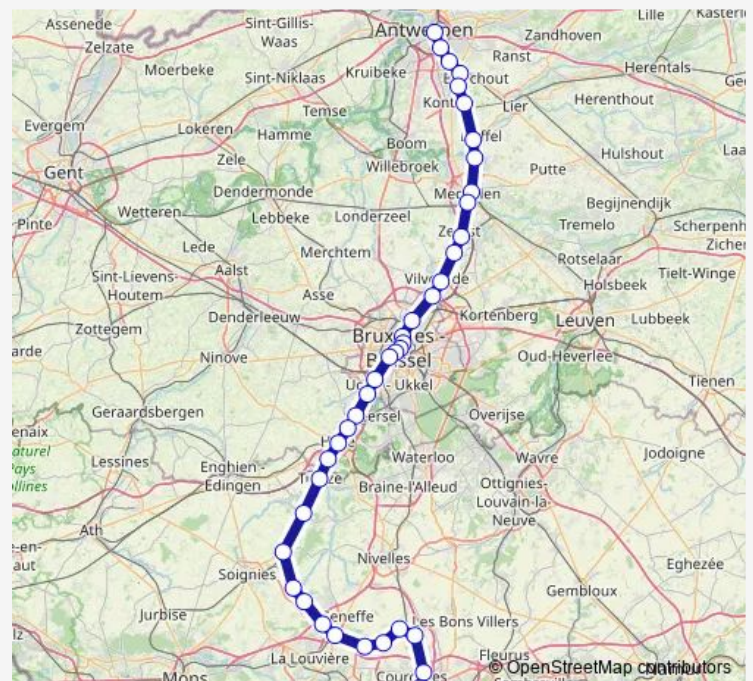 Assenede
Sint-Gillis-
Waas
Lille
Kasterl
Zelzate
Zandhoven
Moerbeke
Kruibeke
Ranst
Sint-Niklaas
Herentals
Temse
Lier
Herenthout
Evergem
Lokeren
Hamme
Boom
Hulshout
Zele
Willebroek
Putte
Gent
Dendermonde
Begijnendijk
Wetteren
Lebbeke
Londerzeel
Tremelo
Scherpenh
Zichem
Pinte
Lede
Merchtem
Rotselaar
Tielt-Winge
Sint-Lievens-
Houtem
Aalst
Asse
Holsbeek
Denderleeuw
Kortenberg
Leuven
Lubbeek
Zottegem
Ninove
Oud-Heverlee
Ukkel
Tienen
Geraardsbergen
Overijse
Lessines
Enghien -
Edingen
Waterloo
Wavre
Jodoigne
Braine-l'Alleud
Ottignies-
Louvain-la-
Neuve
Ath
Soignies
Nivelles
Eghezée
Gembloux
Jurbise
Les Bons Villers
La Louvière
Fleurus
Mons
© OpenStreetMap contributors